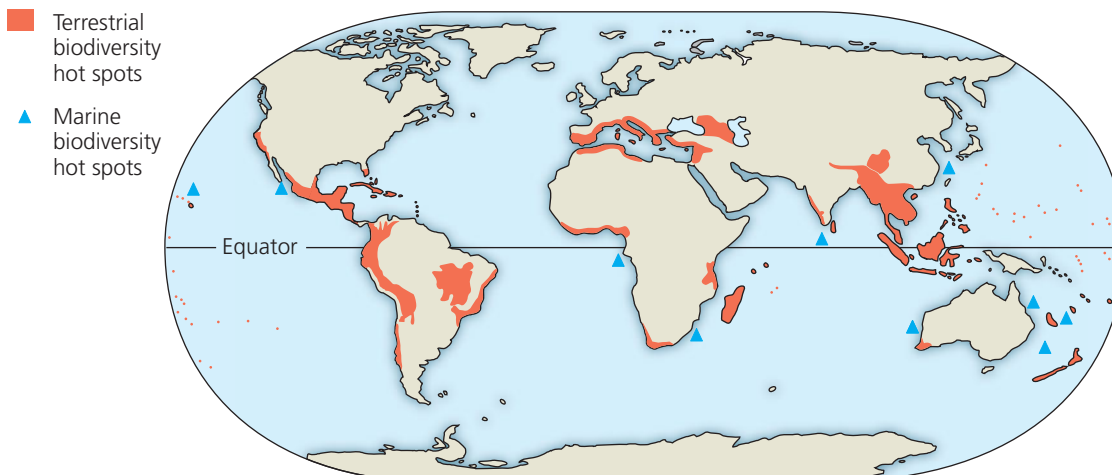 Terrestrial
biodiversity
hot spots
Marine
biodiversity
hot spots
Equator